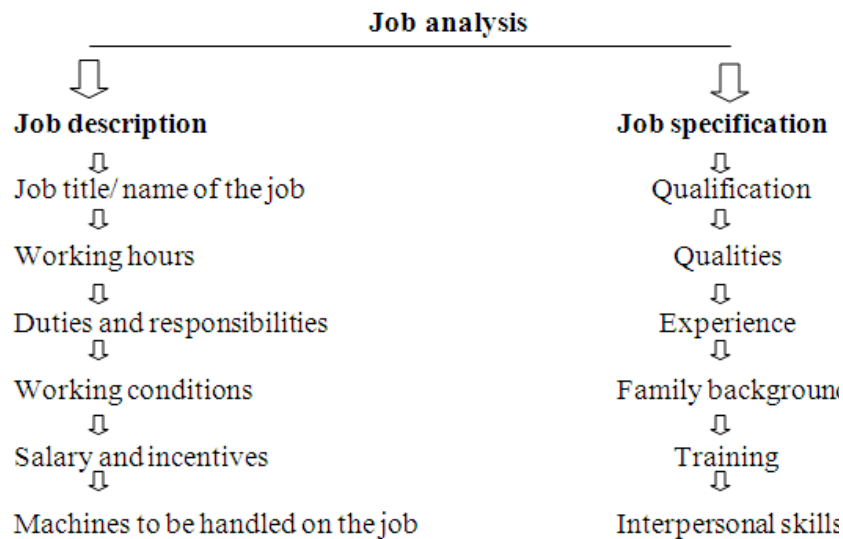 Job analysis
Job description
Job specification
Job title/ name of the job
Qualification
Working hours
Qualities
Duties and responsibilities
Experience
Working conditions
Family background
Salary and incentives
Training
Machines to be handled on the job
Interpersonal skills